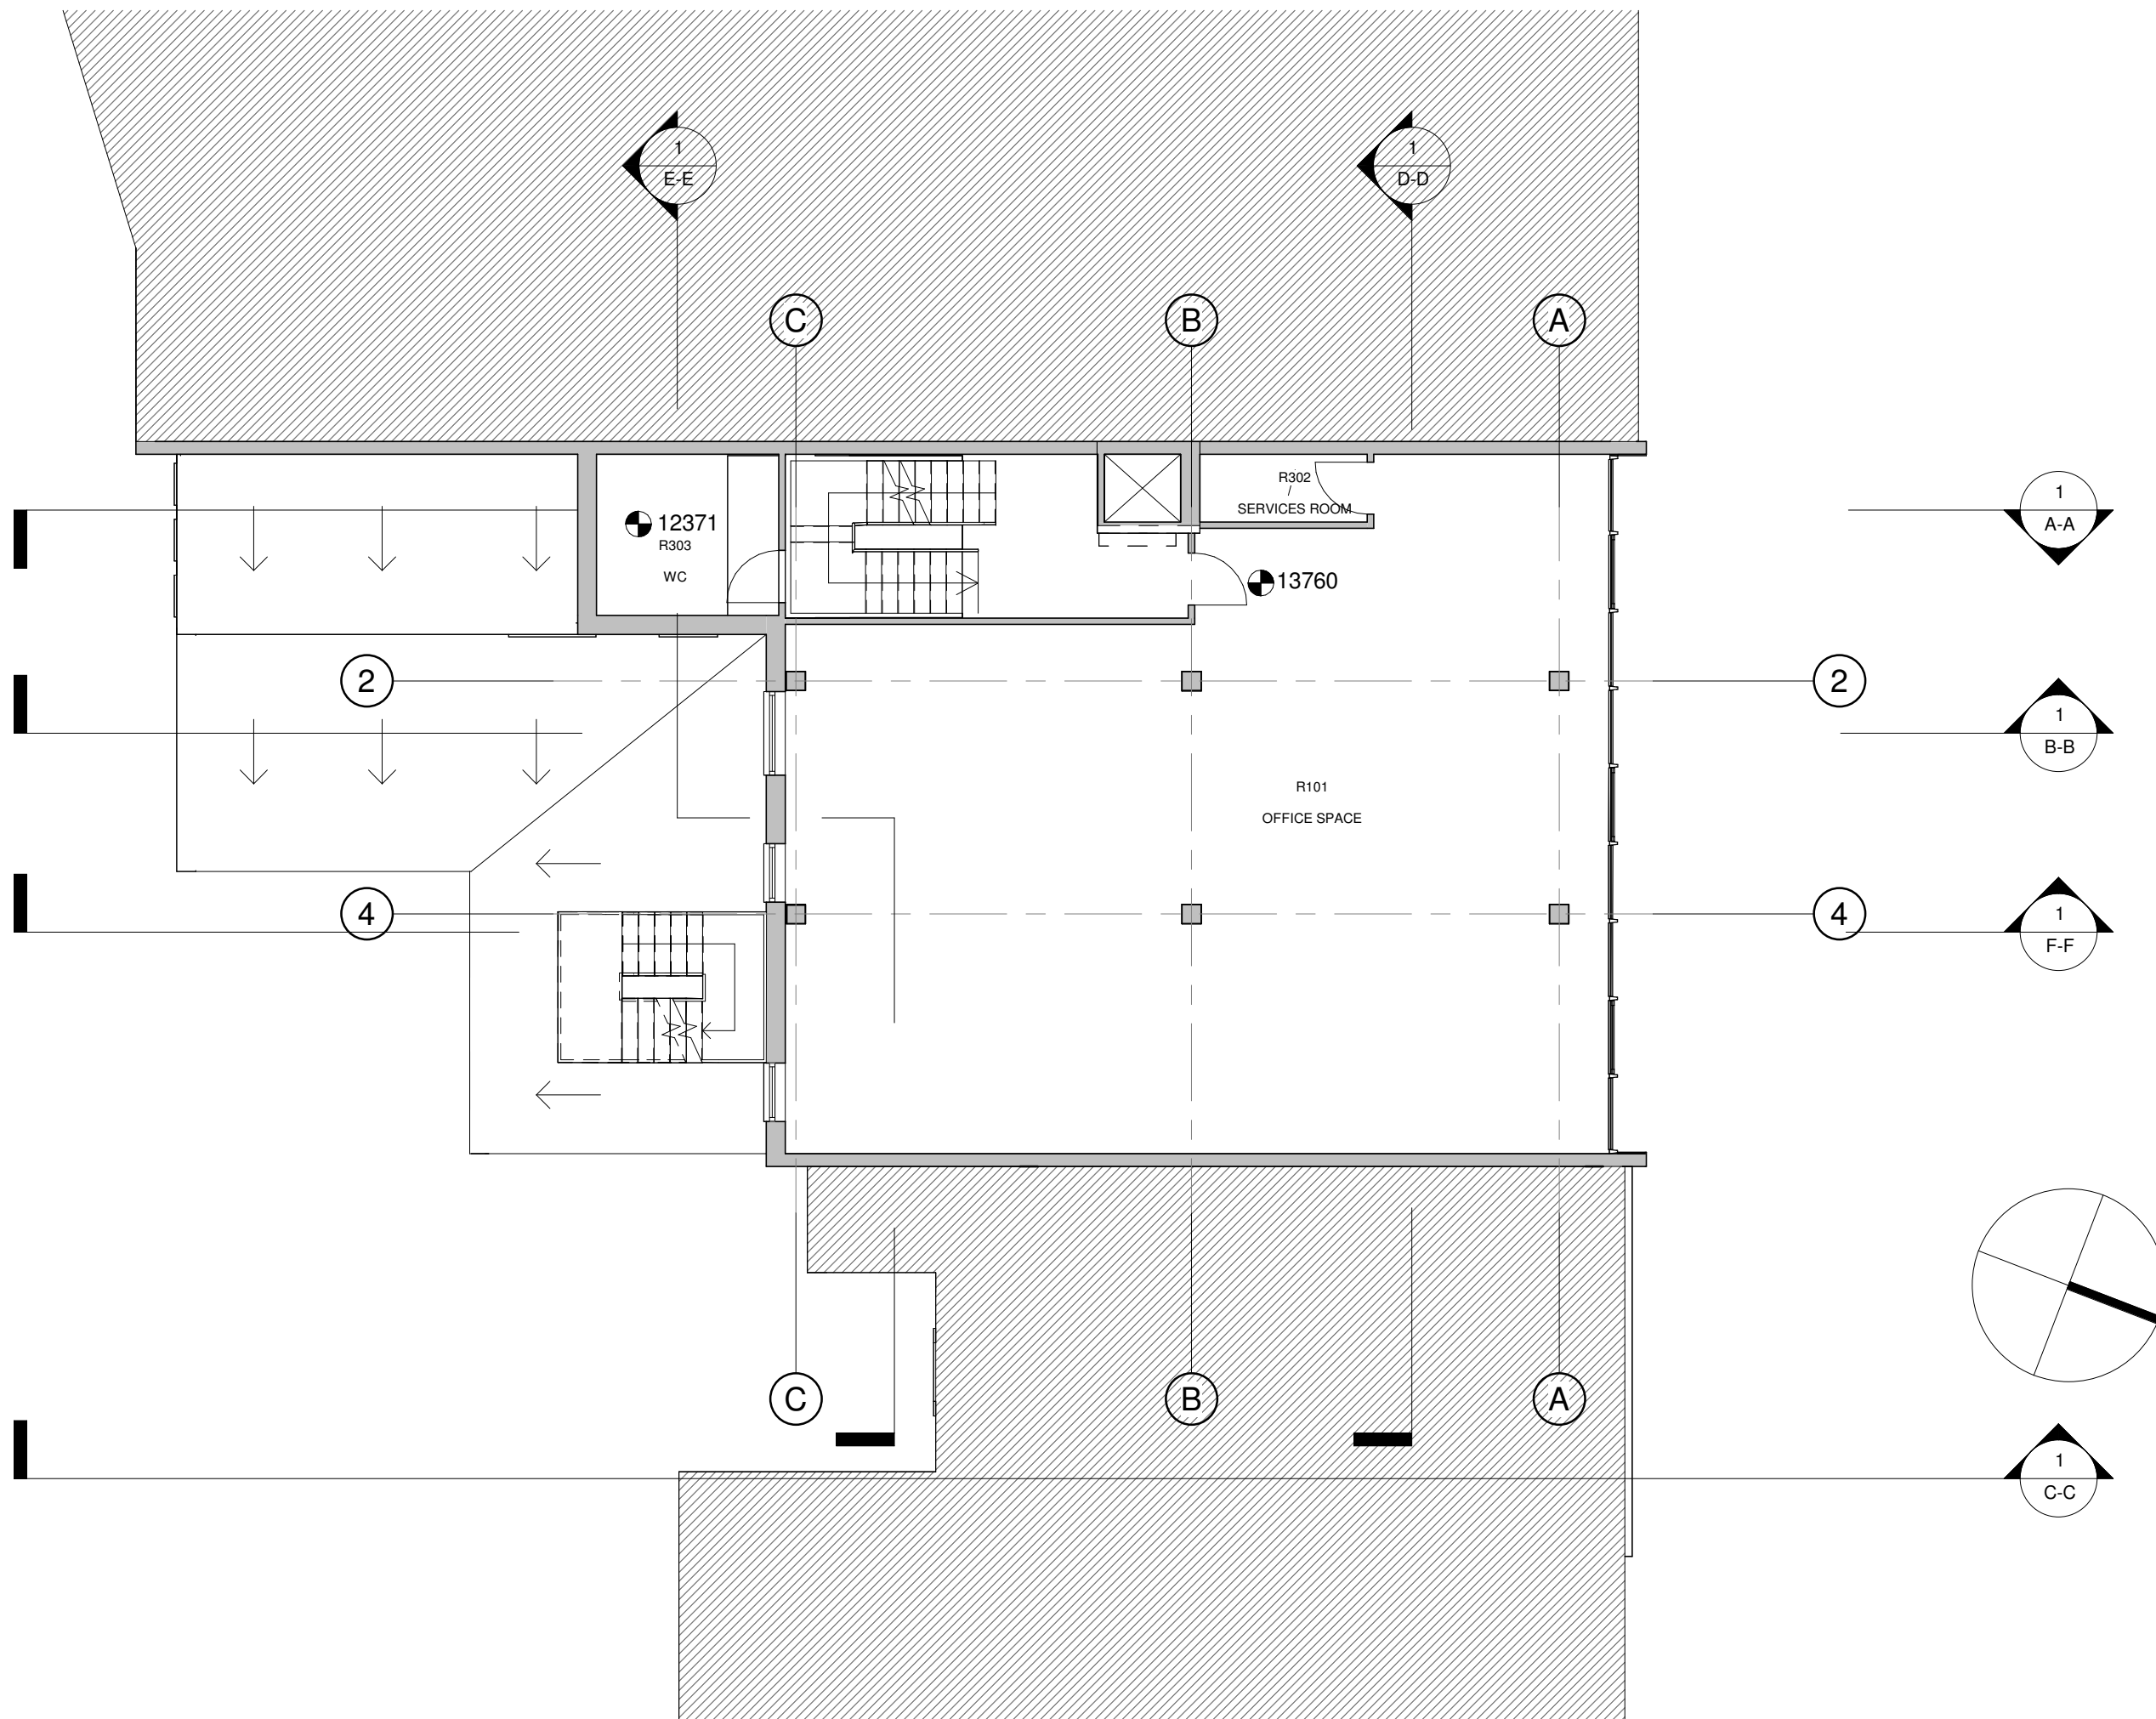 1
E-E
1
D-D
C
B
A
R302
/
SERVICES ROOM
1
A-A
12371
R303
WC
13760
2
2
1
B-B
R101
OFFICE SPACE
4
4
1
F-F
C
B
A
1
C-C